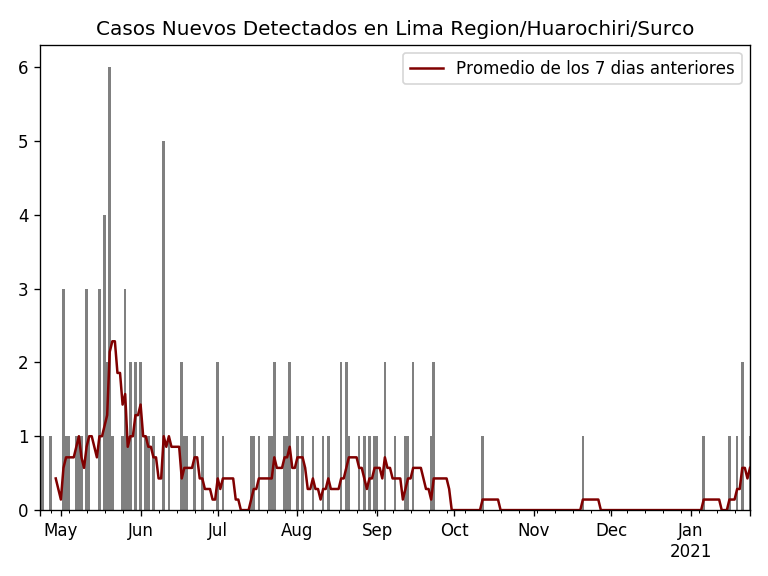 Casos Nuevos Detectados en Lima Region/Huarochiri/Surco
Promedio de los 7 dias anteriores
6
5
4
3
2
1
0
May Jun Jul Aug Sep Oct Nov Dec Jan
2021